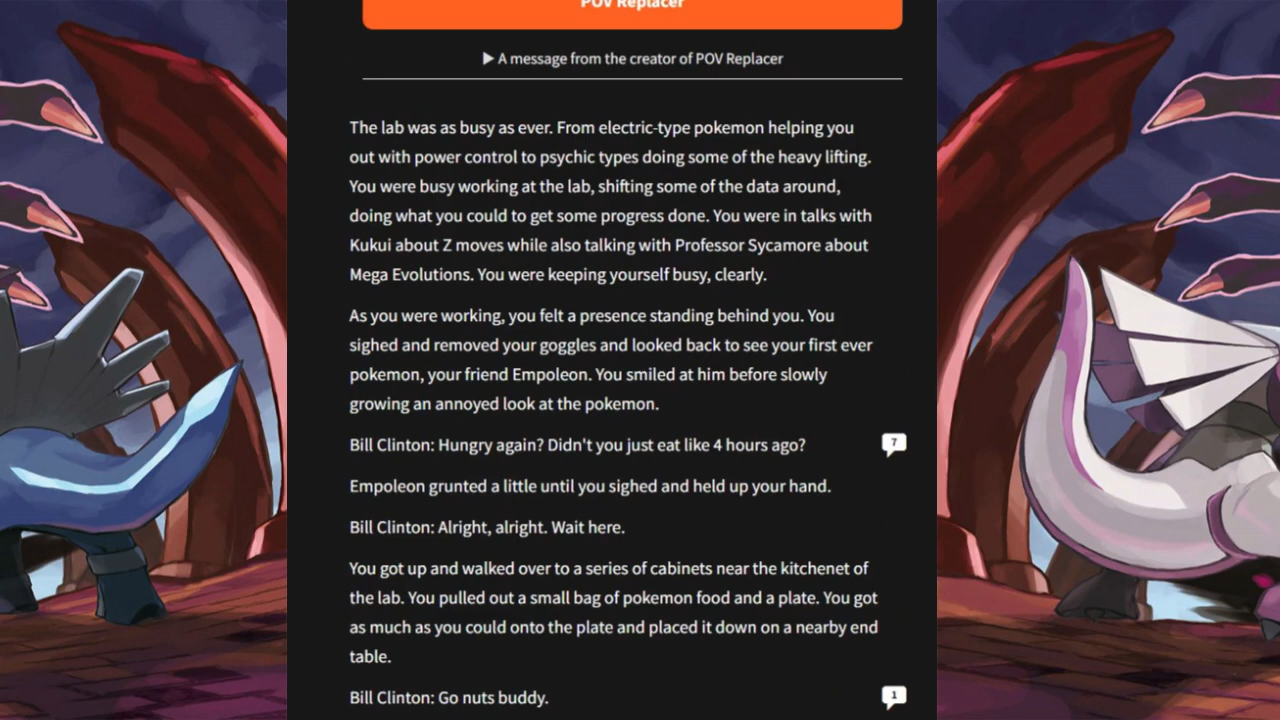 POV Replacer
▶ A message from the creator of POV Replacer
The lab was as busy as ever. From electric-type pokemon helping you
out with power control to psychic types doing some of the heavy lifting.
You were busy working at the lab, shifting some of the data around,
doing what you could to get some progress done. You were in talks with
Kukui about Z moves while also talking with Professor Sycamore about
Mega Evolutions. You were keeping yourself busy, clearly.
As you were working, you felt a presence standing behind you. You
sighed and removed your goggles and looked back to see your first ever
pokemon, your friend Empoleon. You smiled at him before slowly
growing an annoyed look at the pokemon.
Bill Clinton: Hungry again? Didn't you just eat like 4 hours ago?
7
Empoleon grunted a little until you sighed and held up your hand.
Bill Clinton: Alright, alright. Wait here.
You got up and walked over to a series of cabinets near the kitchenet of
the lab. You pulled out a small bag of pokemon food and a plate. You got
as much as you could onto the plate and placed it down on a nearby end
table.
Bill Clinton: Go nuts buddy.
1